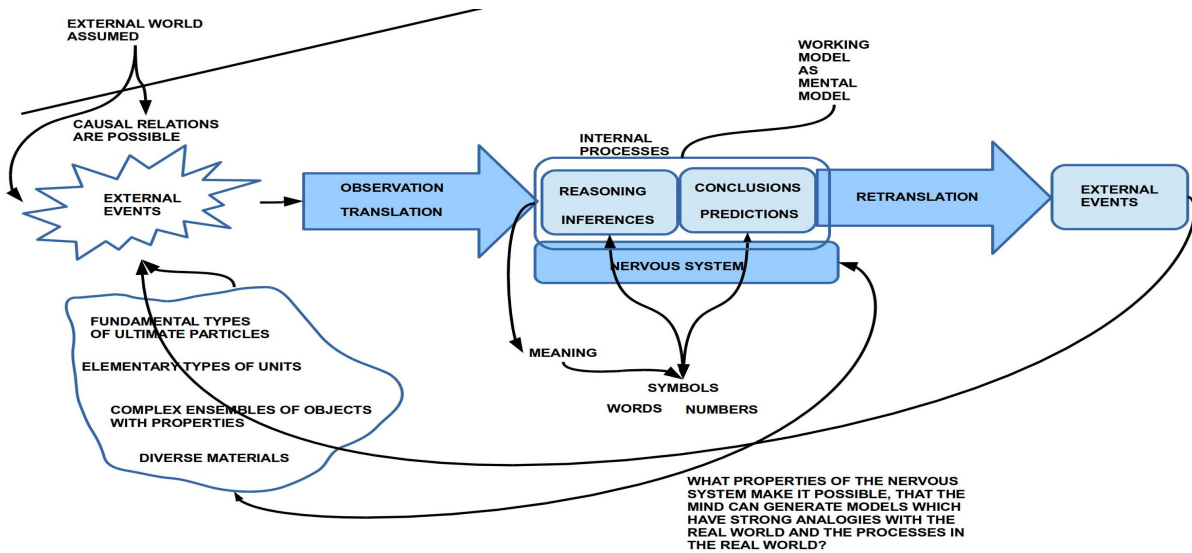 EXTERNAL WORLD
ASSUMED
CAUSAL RELATIONS
ARE POSSIBLE
EXTERNAL
EVENTS
OBSERVATION
TRANSLATION
INTERNAL
PROCESSES
REASONING
INFERENCES
CONCLUSIONS
PREDICTIONS
NERVOUS SYSTEM
WORKING
MODEL
AS
MENTAL
MODEL
RETRANSLATION
EXTERNAL
EVENTS
FUNDAMENTAL TYPES
OF ULTIMATE PARTICLES
ELEMENTARY TYPES OF UNITS
COMPLEX ENSEMBLES OF OBJECTS
WITH PROPERTIES
DIVERSE MATERIALS
MEANING
SYMBOLS
WORDS NUMBERS
WHAT PROPERTIES OF THE NERVOUS
SYSTEM MAKE IT POSSIBLE, THAT THE
MIND CAN GENERATE MODELS WHICH
HAVE STRONG ANALOGIES WITH THE
REAL WORLD AND THE PROCESSES IN
THE REAL WORLD?